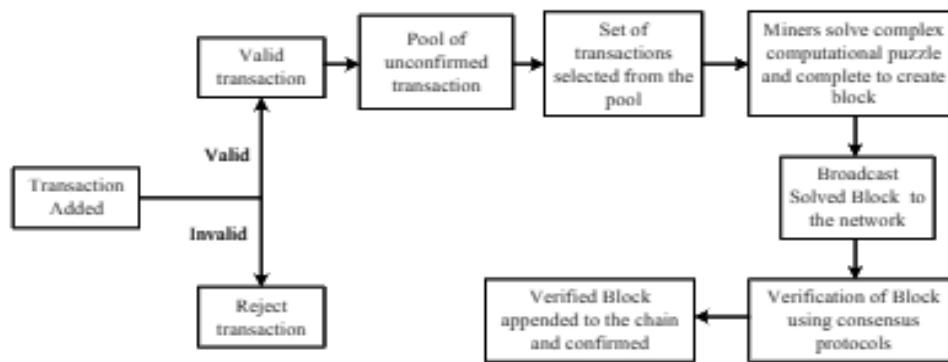 Transaction
Added
Valid
Invalid
Valid
transaction
Reject
transaction
Pool of
unconfirmed
transaction
Set of
transactions
selected from the
pool
Miners solve complex
computational puzzle
and complete to create
block
Broadcast
Solved Block to
the network
Verification of Block
using consensus
protocols
Verified Block
appended to the chain
and confirmed